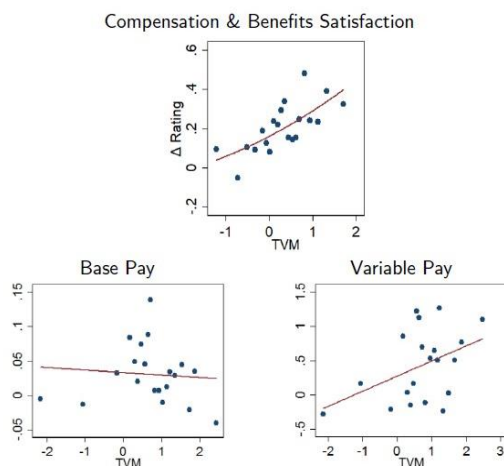 Compensation & Benefits Satisfaction
.6
.4
Δ Rating
.2
0
-.2
-1 0 1 2
TVM
Base Pay
.15
.1
.05
0
-.05
-2 -1 0 1 2
TVM
Variable Pay
1.5
1
.5
0
-.5
-2 -1 0 1 2 3
TVM